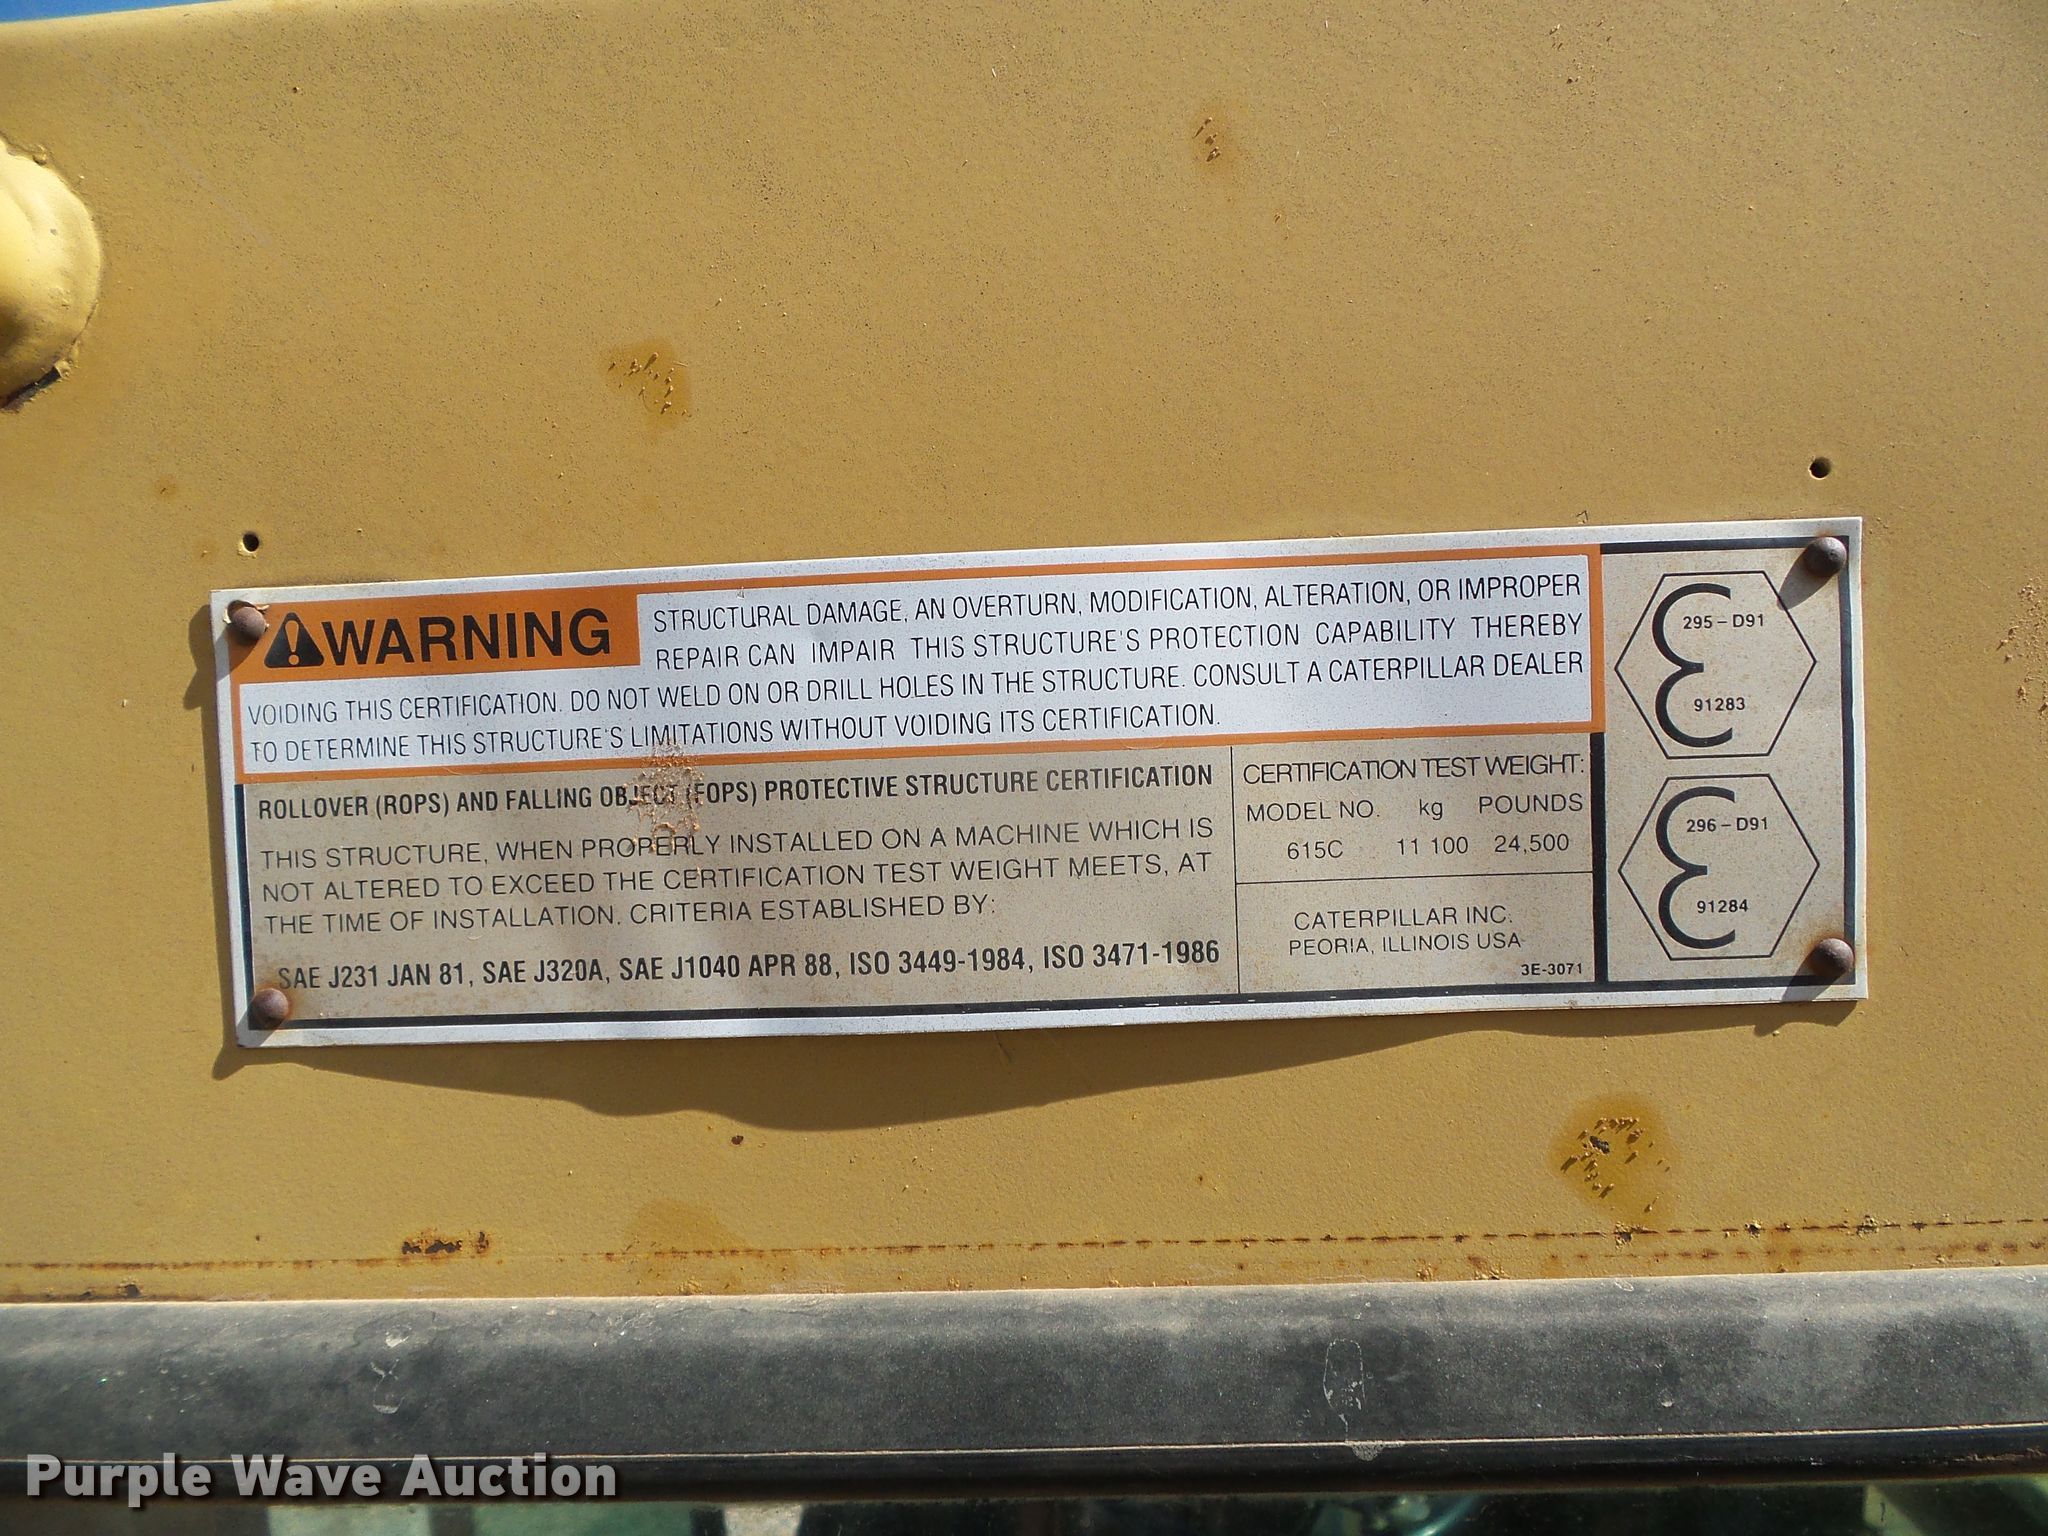 WARNING
STRUCTURAL DAMAGE, AN OVERTURN, MODIFICATION, ALTERATION, OR IMPROPER
REPAIR CAN IMPAIR THIS STRUCTURE'S PROTECTION CAPABILITY THEREBY
VOIDING THIS CERTIFICATION. DO NOT WELD ON OR DRILL HOLES IN THE STRUCTURE. CONSULT A CATERPILLAR DEALER
TO DETERMINE THIS STRUCTURE'S LIMITATIONS WITHOUT VOIDING ITS CERTIFICATION.
ROLLOVER (ROPS) AND FALLING OBJECT (FOPS) PROTECTIVE STRUCTURE CERTIFICATION
THIS STRUCTURE, WHEN PROPERLY INSTALLED ON A MACHINE WHICH IS
NOT ALTERED TO EXCEED THE CERTIFICATION TEST WEIGHT MEETS, AT
THE TIME OF INSTALLATION. CRITERIA ESTABLISHED BY:
SAE J231 JAN 81, SAE J320A, SAE J1040 APR 88, ISO 3449-1984, ISO 3471-1986
CERTIFICATION TEST WEIGHT:
MODEL NO. kg POUNDS
615C 11 100 24,500
CATERPILLAR INC.
PEORIA, ILLINOIS USA
3E-3071
295-D91
91283
296-D91
91284
Purple Wave Auction